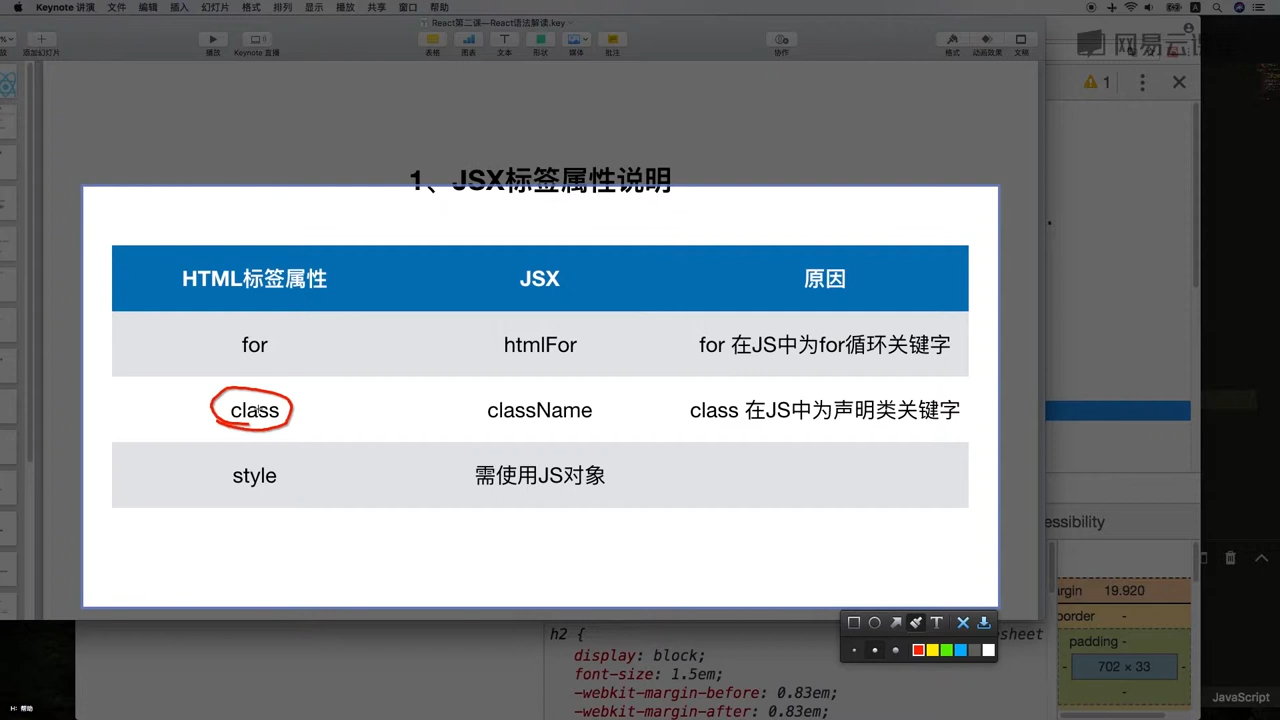 Keynote 讲演 文件 编辑 插入 幻灯片 格式 排列 显示 播放 共享 窗口 帮助
React第二课—React语法解读.key
添加幻灯片 播放 Keynote 直播 表格 图表 文本 形状 媒体 批注 协作 格式 动画效果 文稿
网易云课堂
1
1、JSX标签属性说明
HTML标签属性 JSX 原因
for htmlFor for 在JS中为for循环关键字
class className class 在JS中为声明类关键字
style 需使用JS对象
essibility
19.920
border -
padding -
- 702 × 33 -
-
h2 {
display: block;
font-size: 1.5em;
-webkit-margin-before: 0.83em;
-webkit-margin-after: 0.83em;
JavaScript
H: 帮助